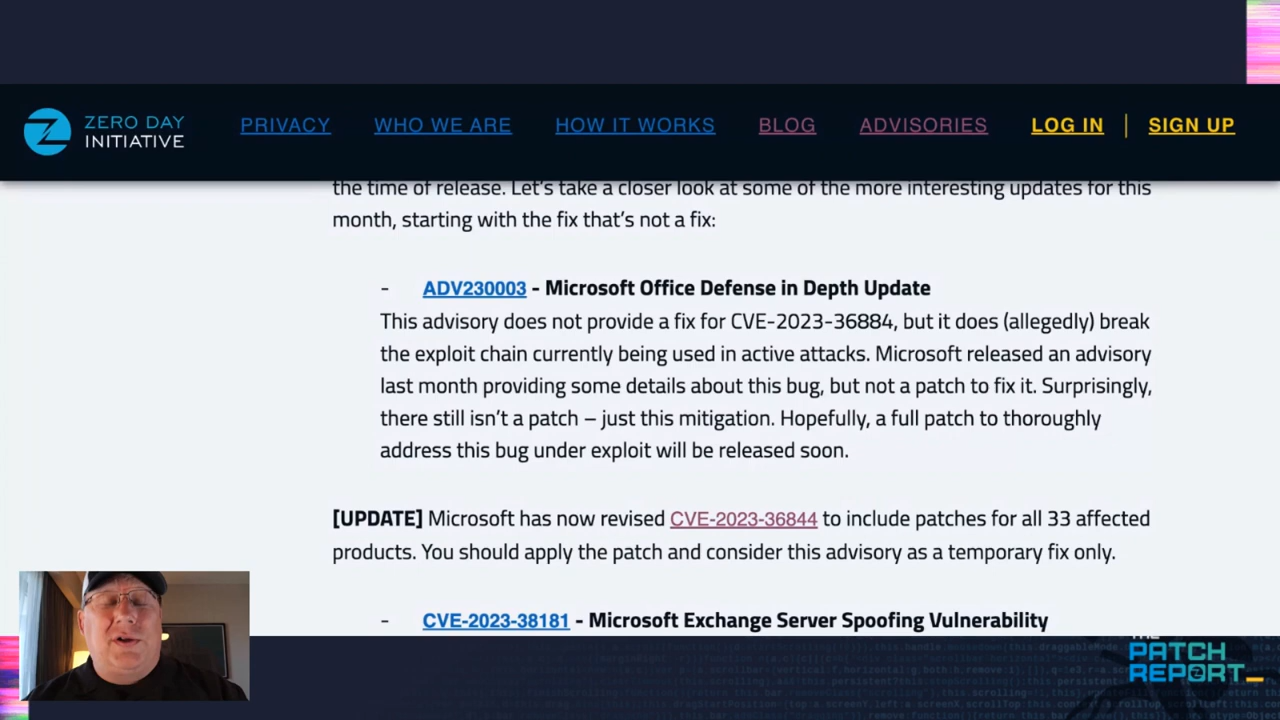 ZERO DAY
INITIATIVE
PRIVACY
WHO WE ARE
HOW IT WORKS
BLOG
ADVISORIES
LOG IN | SIGN UP
the time of release. Let's take a closer look at some of the more interesting updates for this
month, starting with the fix that's not a fix:
- ADV230003 - Microsoft Office Defense in Depth Update
This advisory does not provide a fix for CVE-2023-36884, but it does (allegedly) break
the exploit chain currently being used in active attacks. Microsoft released an advisory
last month providing some details about this bug, but not a patch to fix it. Surprisingly,
there still isn't a patch – just this mitigation. Hopefully, a full patch to thoroughly
address this bug under exploit will be released soon.
[UPDATE] Microsoft has now revised CVE-2023-36844 to include patches for all 33 affected
products. You should apply the patch and consider this advisory as a temporary fix only.
- CVE-2023-38181 - Microsoft Exchange Server Spoofing Vulnerability
THE
PATCH
REPORT_